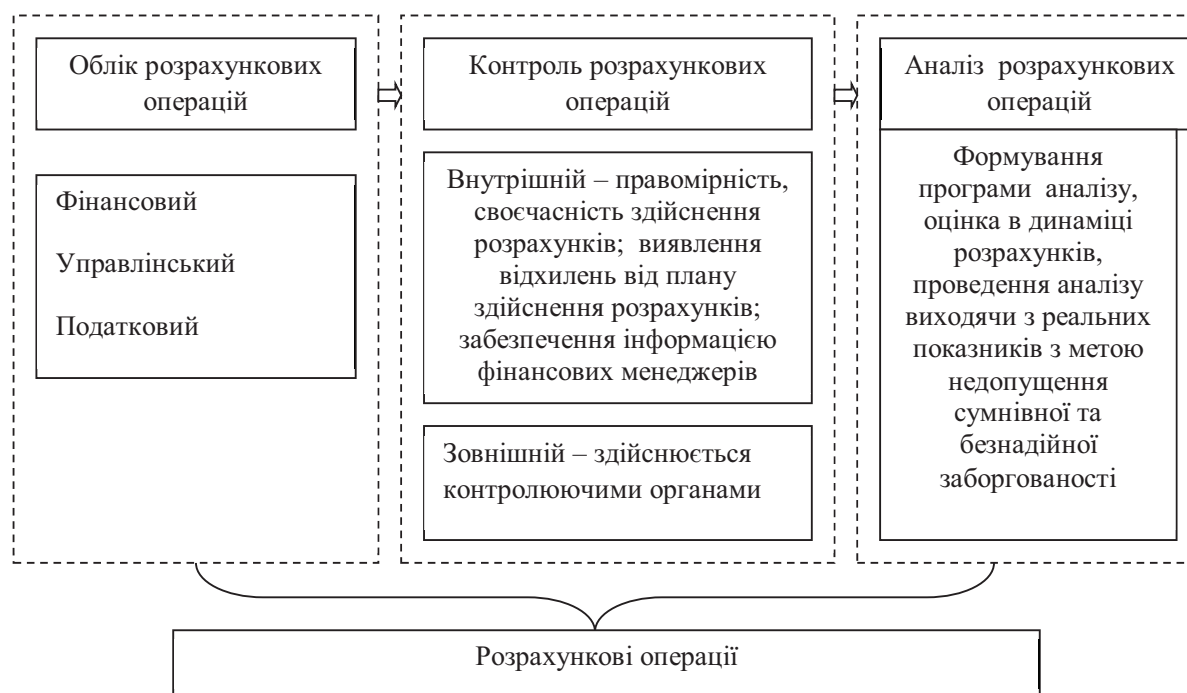 Облік розрахункових
операцій
Фінансовий
Управлінський
Податковий
Контроль розрахункових
операцій
Внутрішній – правомірність,
своєчасність здійснення
розрахунків; виявлення
відхилень від плану
здійснення розрахунків;
забезпечення інформацією
фінансових менеджерів
Зовнішній – здійснюється
контролюючими органами
Аналіз розрахункових
операцій
Формування
програми аналізу,
оцінка в динаміці
розрахунків,
проведення аналізу
виходячи з реальних
показників з метою
недопущення
сумнівної та
безнадійної
заборгованості
Розрахункові операції